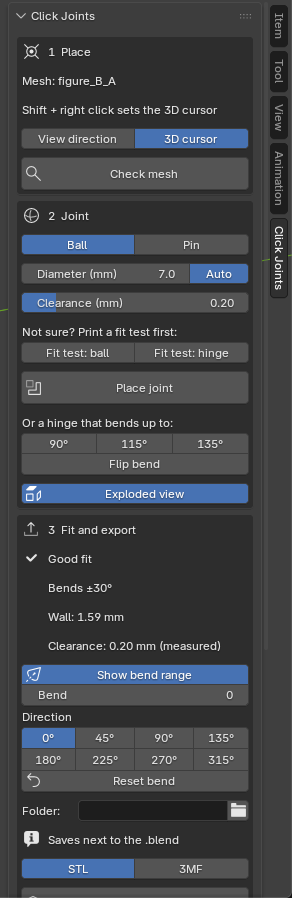 Click Joints
1 Place
Mesh: figure_B_A
Shift + right click sets the 3D cursor
View direction 3D cursor
Check mesh
2 Joint
Ball Pin
Diameter (mm) 7.0 Auto
Clearance (mm) 0.20
Not sure? Print a fit test first:
Fit test: ball Fit test: hinge
Place joint
Or a hinge that bends up to:
90° 115° 135°
Flip bend
Exploded view
3 Fit and export
Good fit
Bends ±30°
Wall: 1.59 mm
Clearance: 0.20 mm (measured)
Show bend range
Bend 0
Direction
0° 45° 90° 135°
180° 225° 270° 315°
Reset bend
Folder:
Saves next to the .blend
STL 3MF
Item
Tool
View
Animation
Click Joints